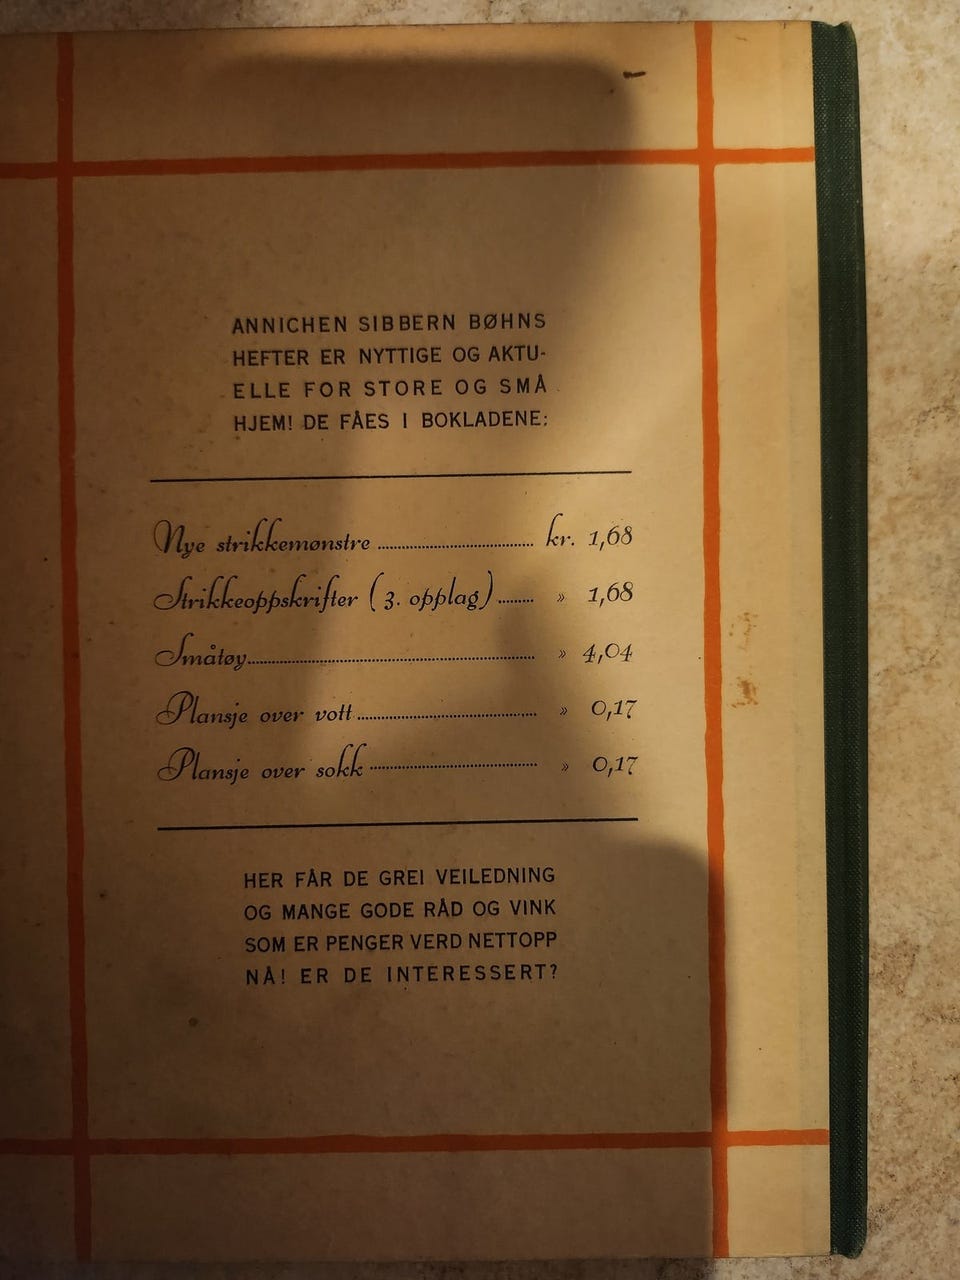 ANNICHEN SIBBERN BØHNS
HEFTER ER NYTTIGE OG AKTU-
ELLE FOR STORE OG SMÅ
HJEM! DE FÅES I BOKLADENE:
Nye strikkemønstre kr. 1,68
Strikkeoppskrifter (3. opplag) » 1,68
Småtøy » 4,04
Plansje over vott » 0,17
Plansje over sokk » 0,17
HER FÅR DE GREI VEILEDNING
OG MANGE GODE RÅD OG VINK
SOM ER PENGER VERD NETTOPP
NÅ! ER DE INTERESSERT?